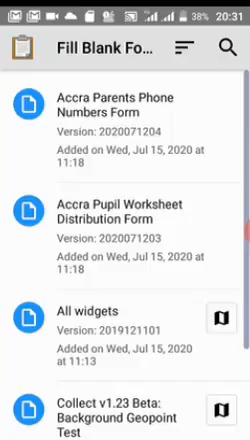 38% 20:31
Fill Blank Fo...
Accra Parents Phone
Numbers Form
Version: 2020071204
Added on Wed, Jul 15, 2020 at
11:18
Accra Pupil Worksheet
Distribution Form
Version: 2020071203
Added on Wed, Jul 15, 2020 at
11:18
All widgets
Version: 2019121101
Added on Wed, Jul 15, 2020
at 11:13
Collect v1.23 Beta:
Background Geopoint
Test